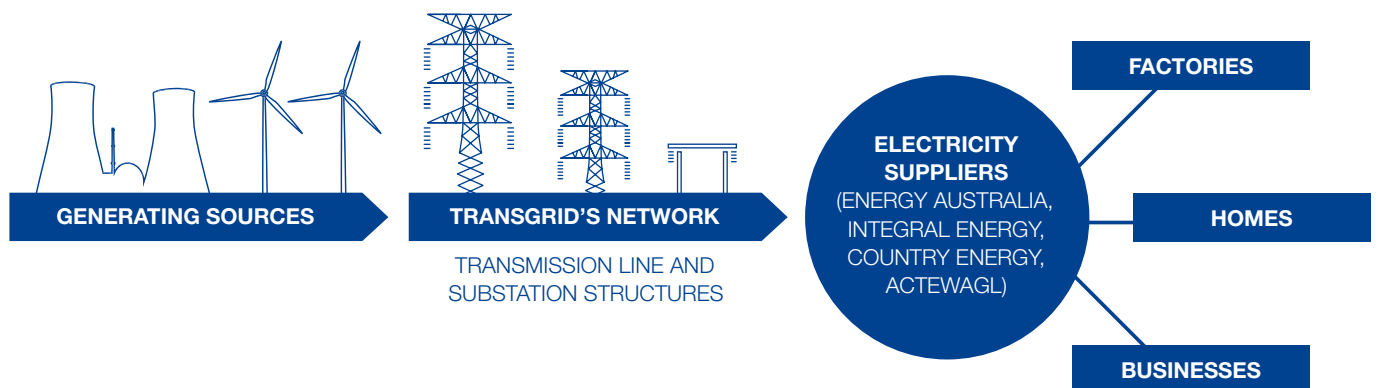 GENERATING SOURCES
TRANSGRID'S NETWORK
TRANSMISSION LINE AND
SUBSTATION STRUCTURES
ELECTRICITY
SUPPLIERS
(ENERGY AUSTRALIA,
INTEGRAL ENERGY,
COUNTRY ENERGY,
ACTEWAGL)
FACTORIES
HOMES
BUSINESSES